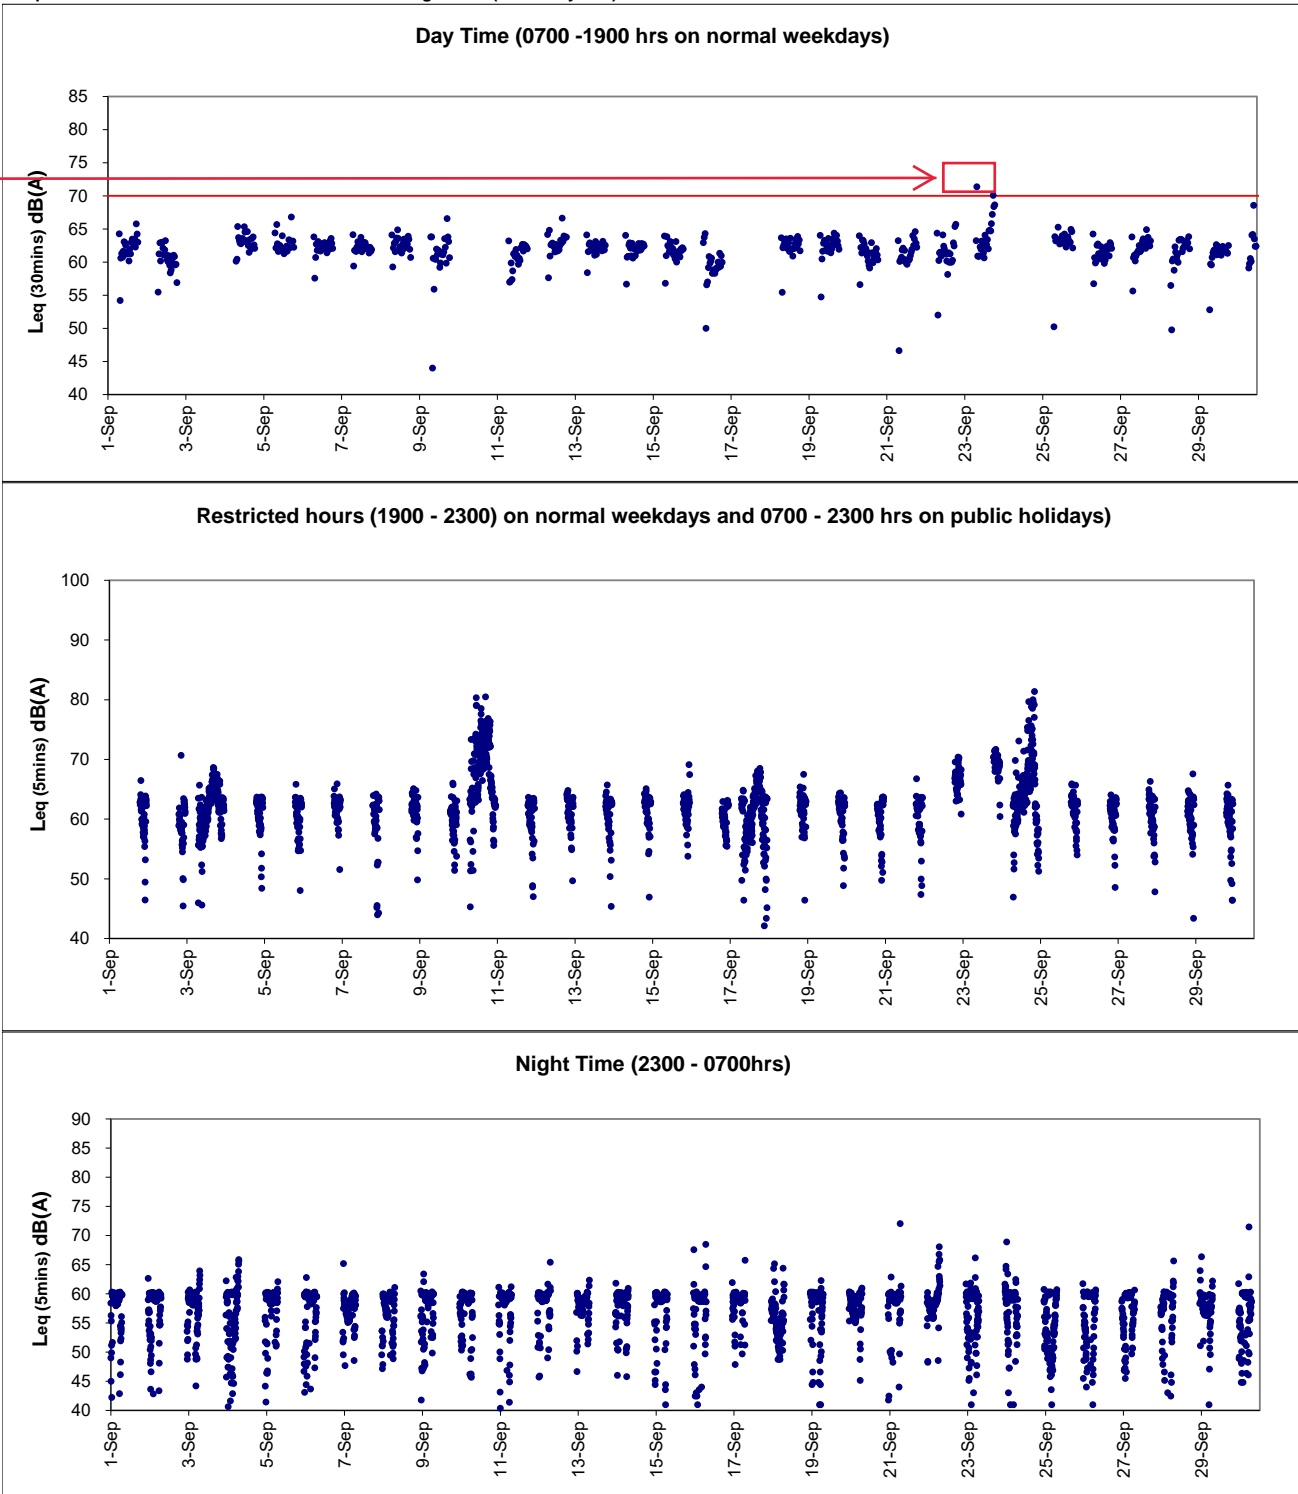 Day Time (0700 -1900 hrs on normal weekdays)
85
80
75
70
65
60
55
50
45
40
Leq (30mins) dB(A)
1-Sep
3-Sep
5-Sep
7-Sep
9-Sep
11-Sep
13-Sep
15-Sep
17-Sep
19-Sep
21-Sep
23-Sep
25-Sep
27-Sep
29-Sep
Restricted hours (1900 - 2300) on normal weekdays and 0700 - 2300 hrs on public holidays)
100
90
80
70
60
50
40
Leq (5mins) dB(A)
1-Sep
3-Sep
5-Sep
7-Sep
9-Sep
11-Sep
13-Sep
15-Sep
17-Sep
19-Sep
21-Sep
23-Sep
25-Sep
27-Sep
29-Sep
Night Time (2300 - 0700hrs)
90
85
80
75
70
65
60
55
50
45
40
Leq (5mins) dB(A)
1-Sep
3-Sep
5-Sep
7-Sep
9-Sep
11-Sep
13-Sep
15-Sep
17-Sep
19-Sep
21-Sep
23-Sep
25-Sep
27-Sep
29-Sep